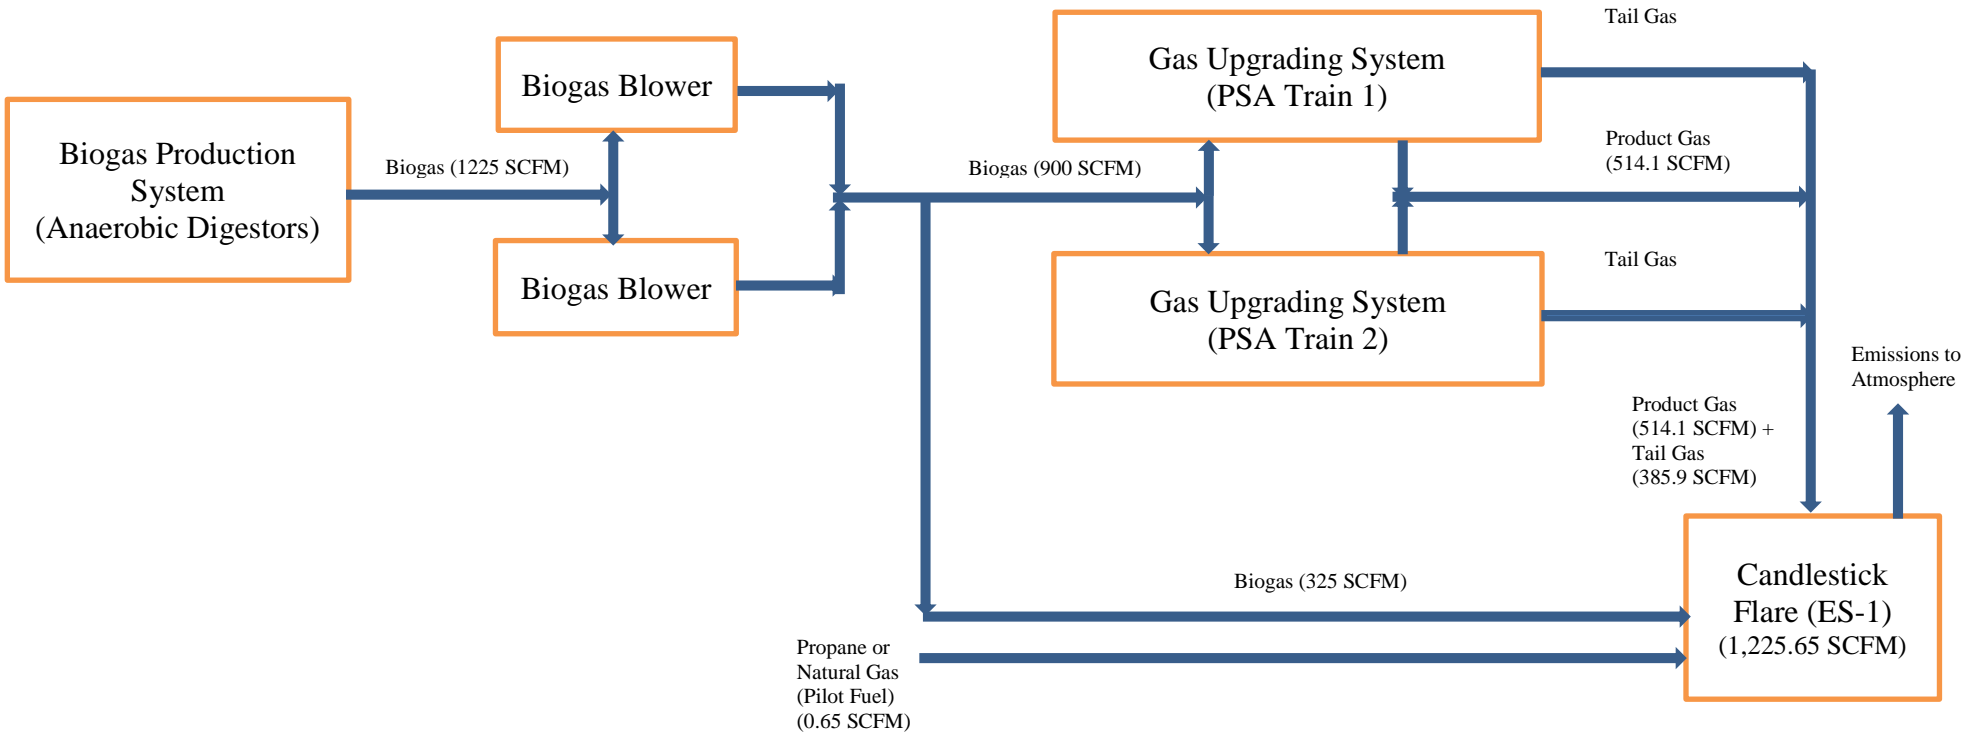 Tail Gas
Gas Upgrading System
(PSA Train 1)
Biogas Blower
Biogas Production
System
(Anaerobic Digestors)
Biogas (1225 SCFM)
Biogas (900 SCFM)
Product Gas
(514.1 SCFM)
Biogas Blower
Gas Upgrading System
(PSA Train 2)
Tail Gas
Emissions to
Atmosphere
Product Gas
(514.1 SCFM) +
Tail Gas
(385.9 SCFM)
Biogas (325 SCFM)
Candlestick
Flare (ES-1)
(1,225.65 SCFM)
Propane or
Natural Gas
(Pilot Fuel)
(0.65 SCFM)